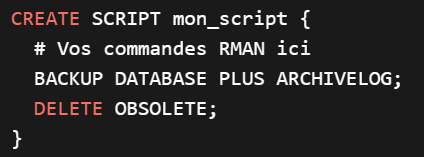 CREATE SCRIPT mon_script {
  # Vos commandes RMAN ici
  BACKUP DATABASE PLUS ARCHIVELOG;
  DELETE OBSOLETE;
}